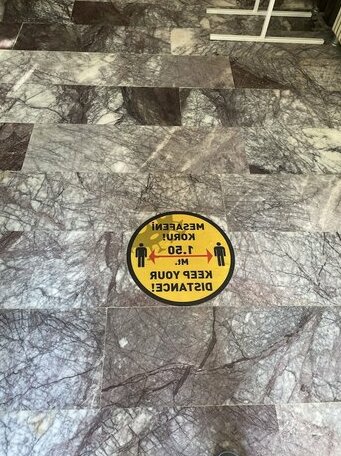 MESAFENİ
KORU!
1.50
Mt.
KEEP YOUR
DISTANCE!